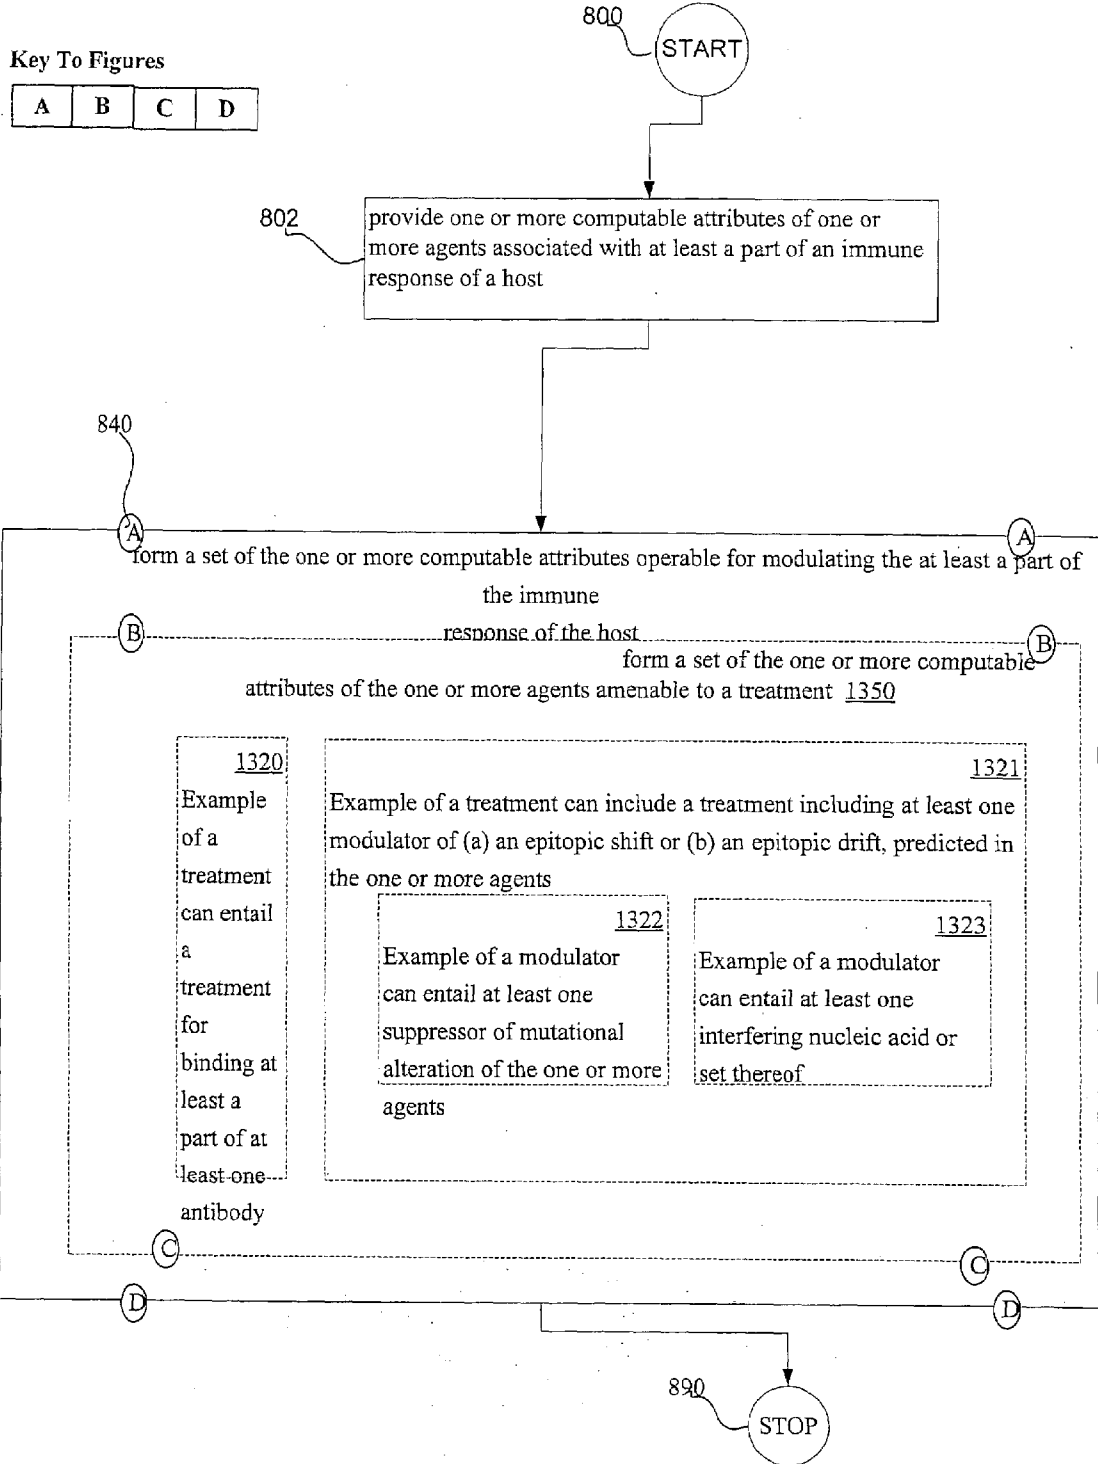 800
START
Key To Figures
A B C D
802
provide one or more computable attributes of one or
more agents associated with at least a part of an immune
response of a host
840
A
A
form a set of the one or more computable attributes operable for modulating the at least a part of
the immune
response of the host
B
B
form a set of the one or more computable
attributes of the one or more agents amenable to a treatment 1350
1320
Example
of a
treatment
can entail
a
treatment
for
binding at
least a
part of at
least one
antibody
1321
Example of a treatment can include a treatment including at least one
modulator of (a) an epitopic shift or (b) an epitopic drift, predicted in
the one or more agents
1322
Example of a modulator
can entail at least one
suppressor of mutational
alteration of the one or more
agents
1323
Example of a modulator
can entail at least one
interfering nucleic acid or
set thereof
C
C
D
D
890
STOP